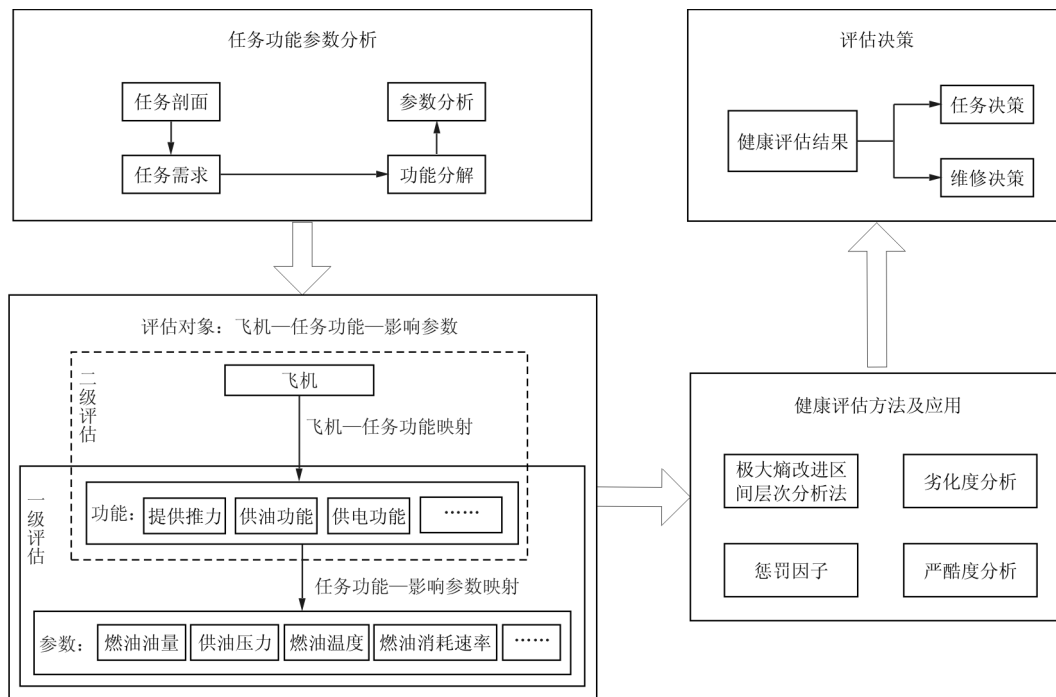 任务功能参数分析
任务剖面
参数分析
任务需求
功能分解
评估决策
健康评估结果
任务决策
维修决策
评估对象：飞机—任务功能—影响参数
二级评估
飞机
飞机—任务功能映射
一级评估
功能：
提供推力
供油功能
供电功能
……
任务功能—影响参数映射
参数：
燃油油量
供油压力
燃油温度
燃油消耗速率
……
健康评估方法及应用
极大熵改进区
间层次分析法
劣化度分析
惩罚因子
严酷度分析